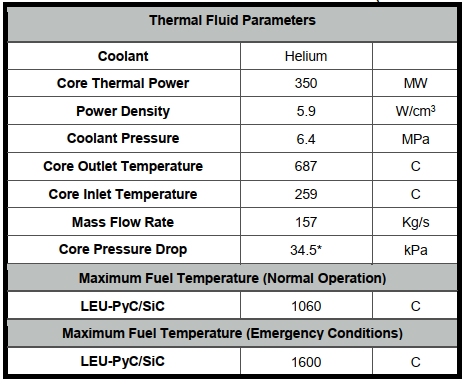 Thermal Fluid Parameters
Coolant Helium
Core Thermal Power 350 MW
Power Density 5.9 W/cm³
Coolant Pressure 6.4 MPa
Core Outlet Temperature 687 C
Core Inlet Temperature 259 C
Mass Flow Rate 157 Kg/s
Core Pressure Drop 34.5* kPa
Maximum Fuel Temperature (Normal Operation)
LEU-PyC/SiC 1060 C
Maximum Fuel Temperature (Emergency Conditions)
LEU-PyC/SiC 1600 C